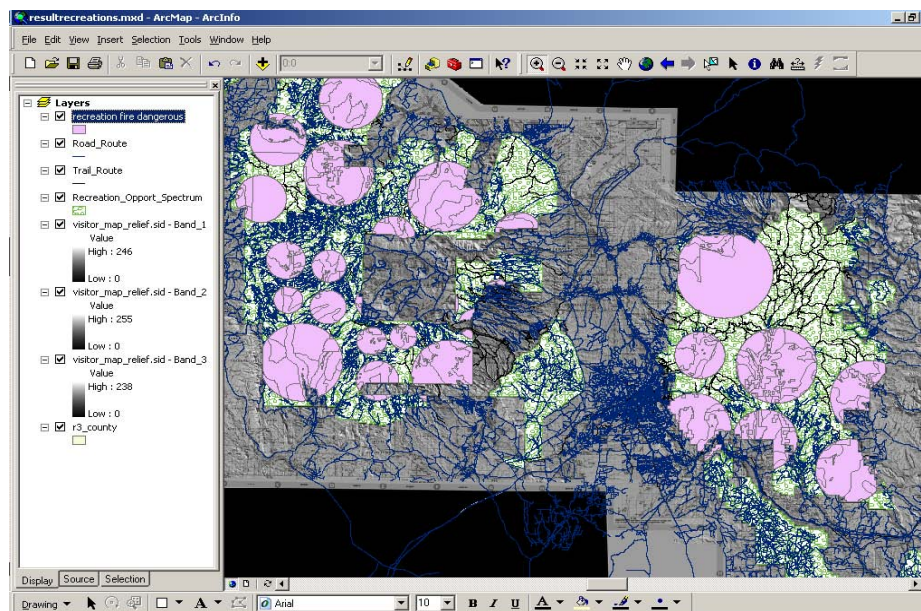 resultrecreations.mxd - ArcMap - ArcInfo
File Edit View Insert Selection Tools Window Help
0:0
Layers
recreation fire dangerous
Road_Route
Trail_Route
Recreation_Opport_Spectrum
visitor_map_relief.sid - Band_1
Value
High : 246
Low : 0
visitor_map_relief.sid - Band_2
Value
High : 255
Low : 0
visitor_map_relief.sid - Band_3
Value
High : 238
Low : 0
r3_county
Display Source Selection
Drawing A Arial 10 B I U A